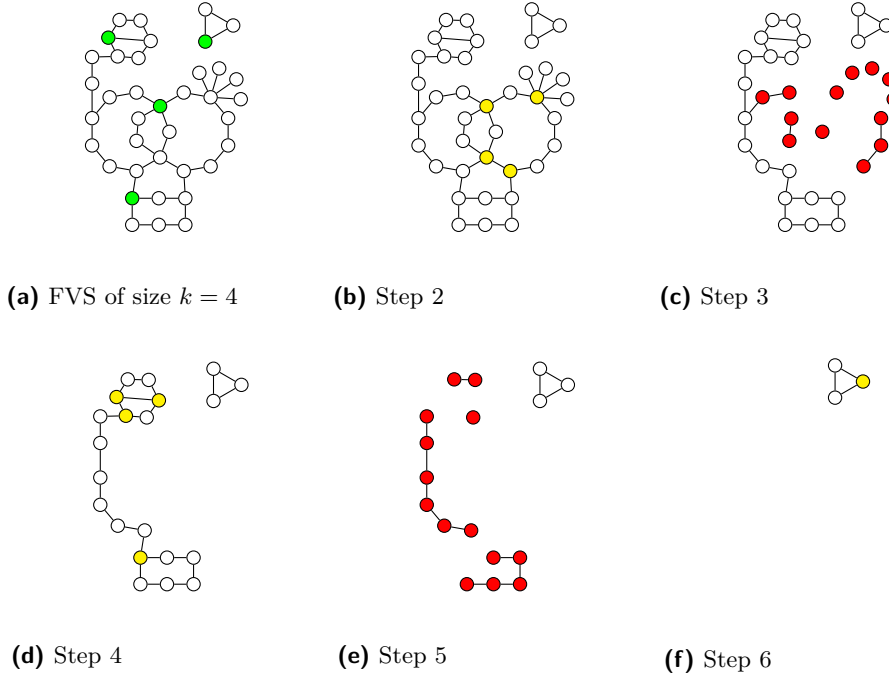 (a) FVS of size k = 4
(b) Step 2
(c) Step 3
(d) Step 4
(e) Step 5
(f) Step 6